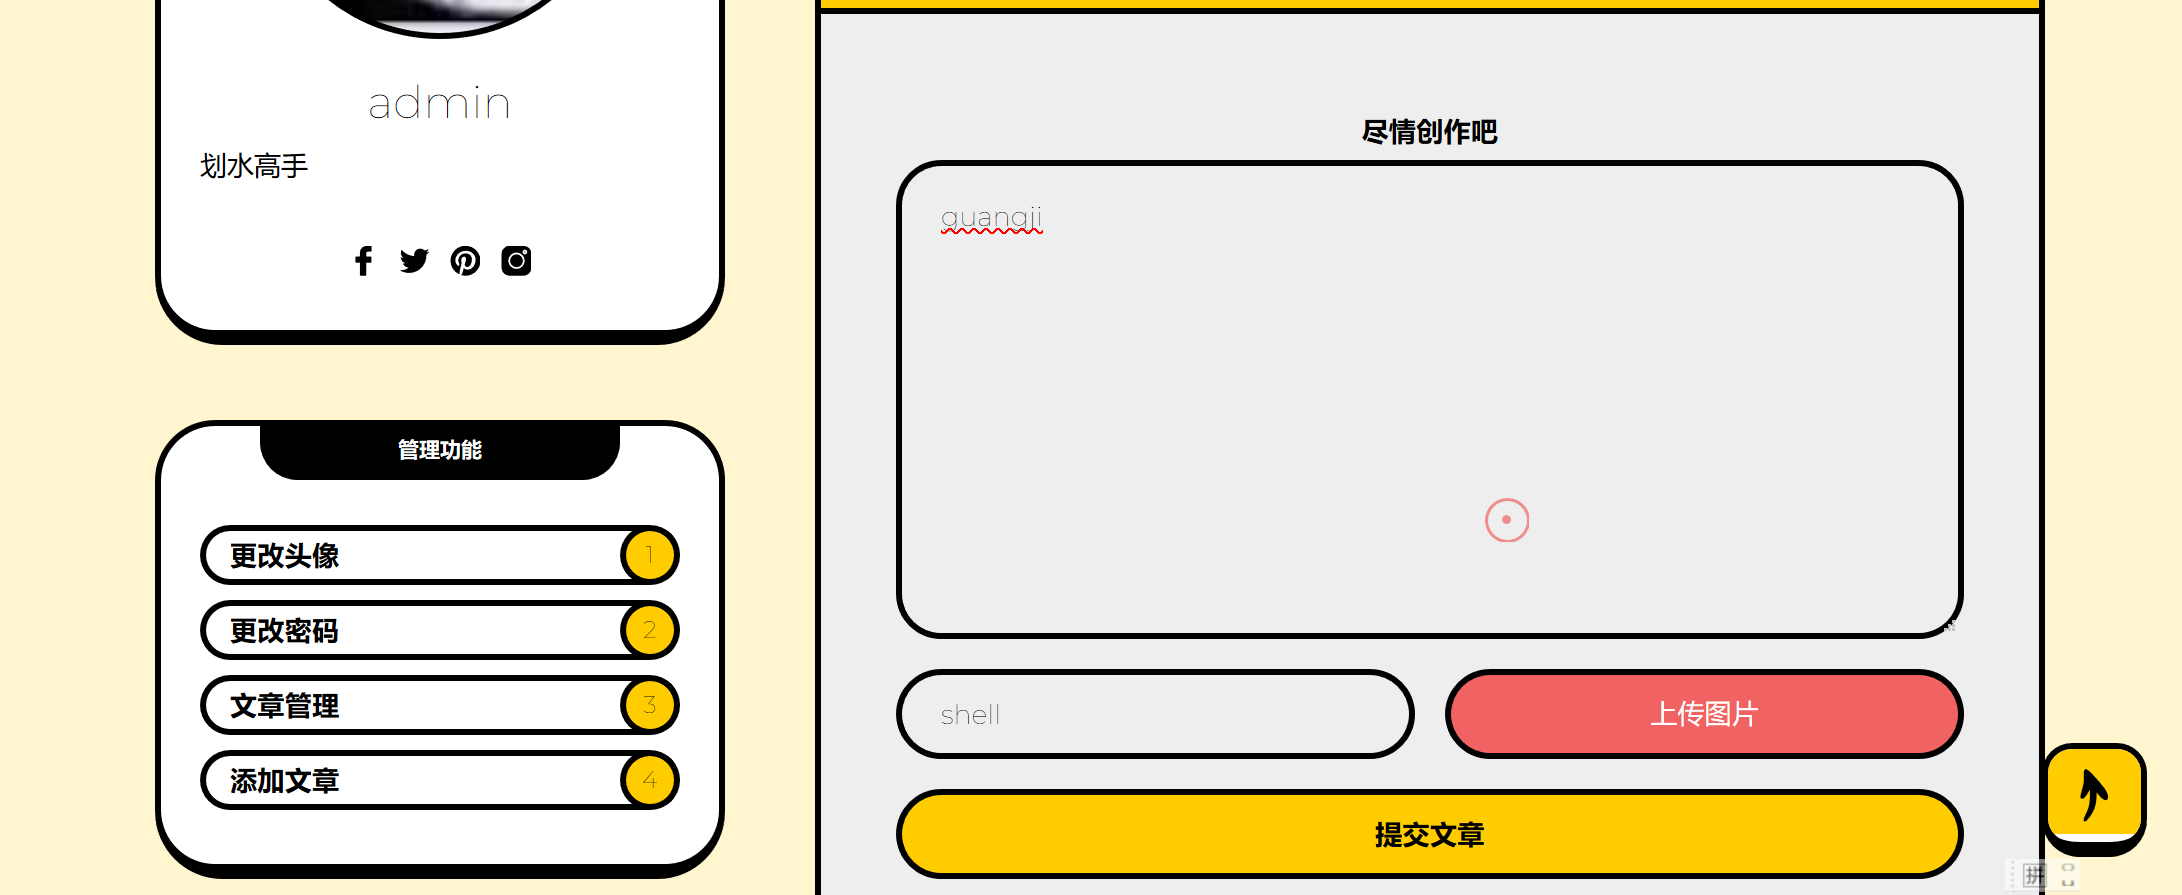 admin
划水高手
管理功能
更改头像 1
更改密码 2
文章管理 3
添加文章 4
尽情创作吧
guangji
shell
上传图片
提交文章
拼